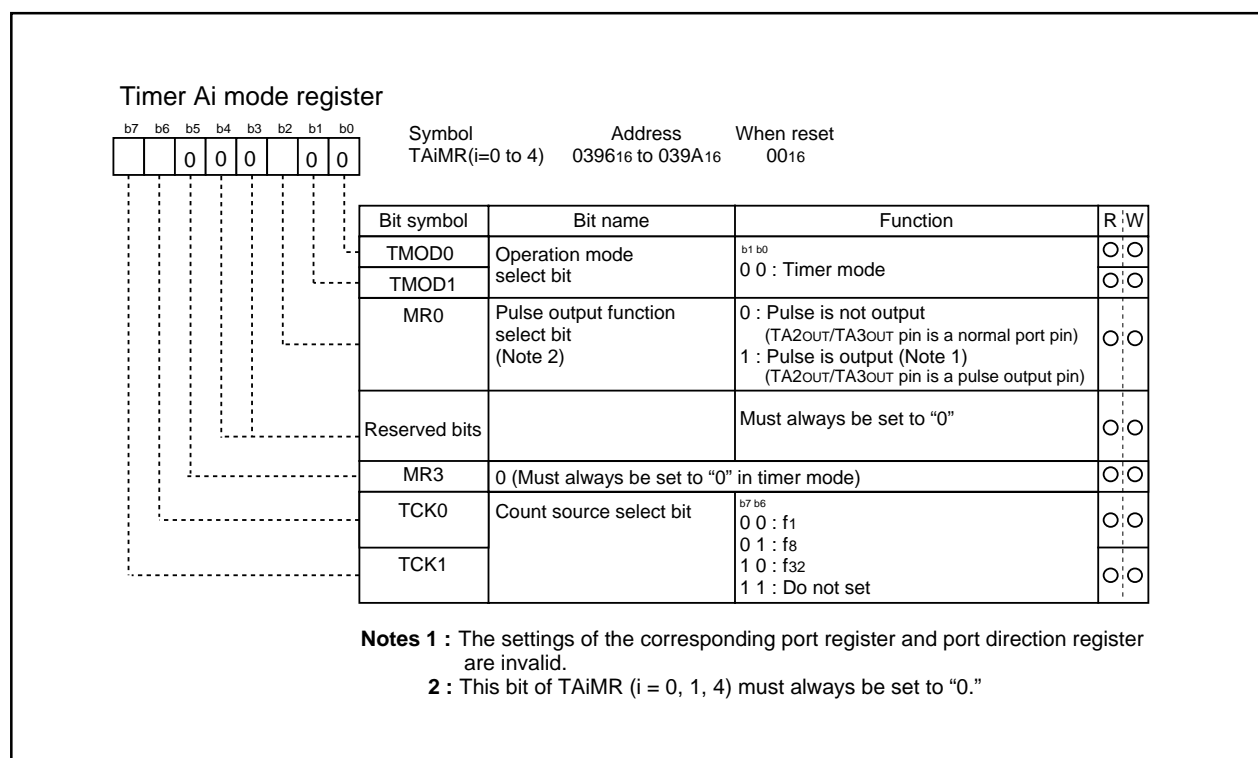 Timer Ai mode register
b7 b6 b5 b4 b3 b2 b1 b0
0 0 0 0 0
Symbol Address When reset
TAiMR(i=0 to 4) 039616 to 039A16 0016
Bit symbol Bit name Function R W
TMOD0
TMOD1
Operation mode
select bit
b1 b0
0 0 : Timer mode
MR0
Pulse output function
select bit
(Note 2)
0 : Pulse is not output
(TA2OUT/TA3OUT pin is a normal port pin)
1 : Pulse is output (Note 1)
(TA2OUT/TA3OUT pin is a pulse output pin)
Reserved bits
Must always be set to “0”
MR3
0 (Must always be set to “0” in timer mode)
TCK0
TCK1
Count source select bit
b7 b6
0 0 : f1
0 1 : f8
1 0 : f32
1 1 : Do not set
Notes 1 : The settings of the corresponding port register and port direction register
are invalid.
2 : This bit of TAiMR (i = 0, 1, 4) must always be set to “0.”